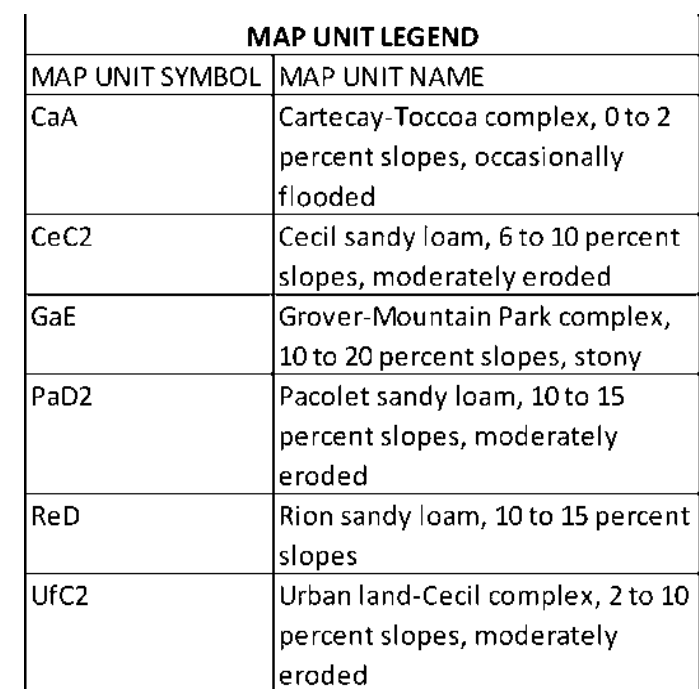 MAP UNIT LEGEND
MAP UNIT SYMBOL MAP UNIT NAME
CaA Cartecay-Toccoa complex, 0 to 2
percent slopes, occasionally
flooded
CeC2 Cecil sandy loam, 6 to 10 percent
slopes, moderately eroded
GaE Grover-Mountain Park complex,
10 to 20 percent slopes, stony
PaD2 Pacolet sandy loam, 10 to 15
percent slopes, moderately
eroded
ReD Rion sandy loam, 10 to 15 percent
slopes
UfC2 Urban land-Cecil complex, 2 to 10
percent slopes, moderately
eroded